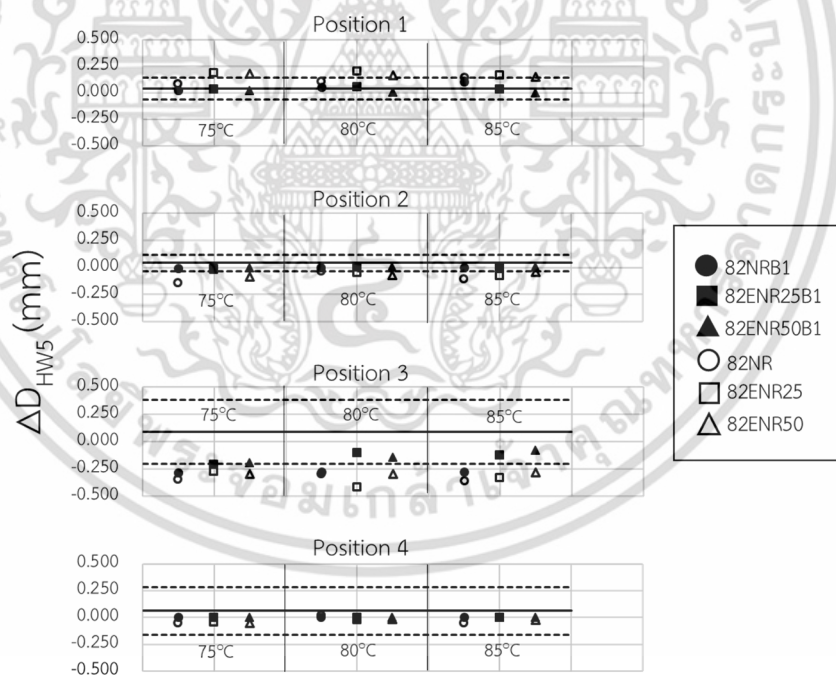 Position 1
0.500
0.250
0.000
-0.250
-0.500
75°C
80°C
85°C
Position 2
0.500
0.250
0.000
-0.250
-0.500
75°C
80°C
85°C
Position 3
0.500
0.250
0.000
-0.250
-0.500
75°C
80°C
85°C
Position 4
0.500
0.250
0.000
-0.250
-0.500
75°C
80°C
85°C
ΔD_HW5 (mm)
82NRB1
82ENR25B1
82ENR50B1
82NR
82ENR25
82ENR50